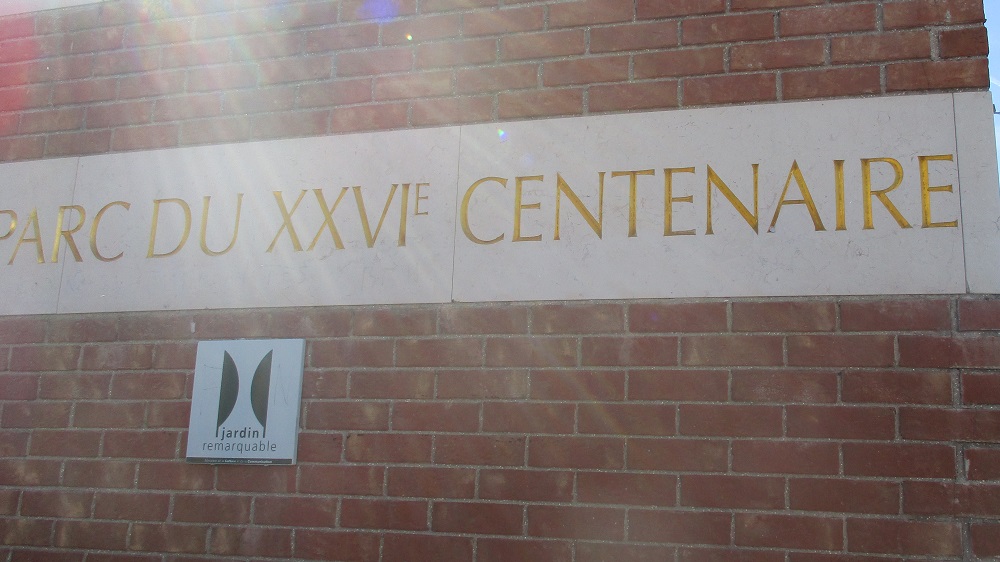 PARC DU XXVIE CENTENAIRE
jardin
remarquable